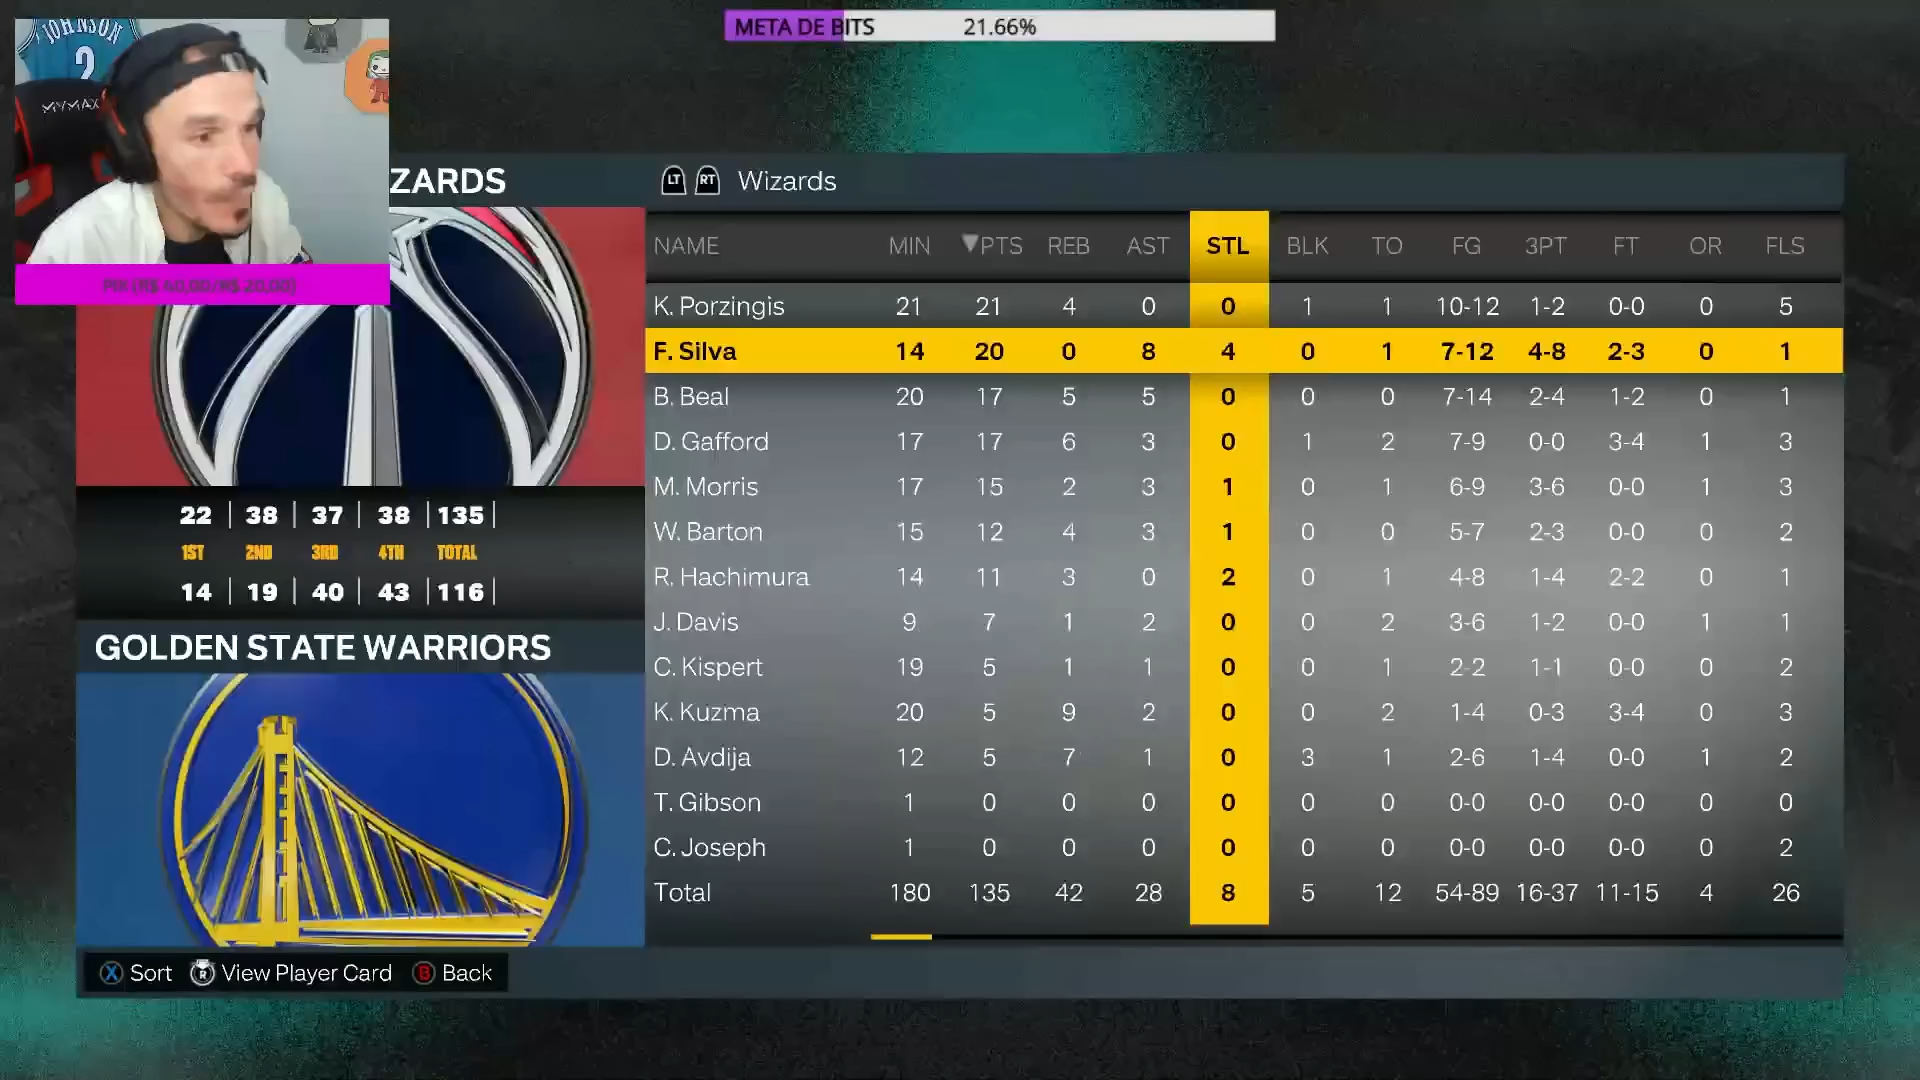 JOHNSON
2
MYMAX
META DE BITS 21.66%
PIX (R$ 40,00/R$ 20,00)
ZARDS
LT RT Wizards
NAME MIN PTS REB AST STL BLK TO FG 3PT FT OR FLS
K. Porzingis 21 21 4 0 0 1 1 10-12 1-2 0-0 0 5
F. Silva 14 20 0 8 4 0 1 7-12 4-8 2-3 0 1
B. Beal 20 17 5 5 0 0 0 7-14 2-4 1-2 0 1
D. Gafford 17 17 6 3 0 1 2 7-9 0-0 3-4 1 3
M. Morris 17 15 2 3 1 0 1 6-9 3-6 0-0 1 3
W. Barton 15 12 4 3 1 0 0 5-7 2-3 0-0 0 2
R. Hachimura 14 11 3 0 2 0 1 4-8 1-4 2-2 0 1
J. Davis 9 7 1 2 0 0 2 3-6 1-2 0-0 1 1
C. Kispert 19 5 1 1 0 0 1 2-2 1-1 0-0 0 2
K. Kuzma 20 5 9 2 0 0 2 1-4 0-3 3-4 0 3
D. Avdija 12 5 7 1 0 3 1 2-6 1-4 0-0 1 2
T. Gibson 1 0 0 0 0 0 0 0-0 0-0 0-0 0 0
C. Joseph 1 0 0 0 0 0 0 0-0 0-0 0-0 0 2
Total 180 135 42 28 8 5 12 54-89 16-37 11-15 4 26
22 38 37 38 135
1ST 2ND 3RD 4TH TOTAL
14 19 40 43 116
GOLDEN STATE WARRIORS
X Sort R View Player Card B Back